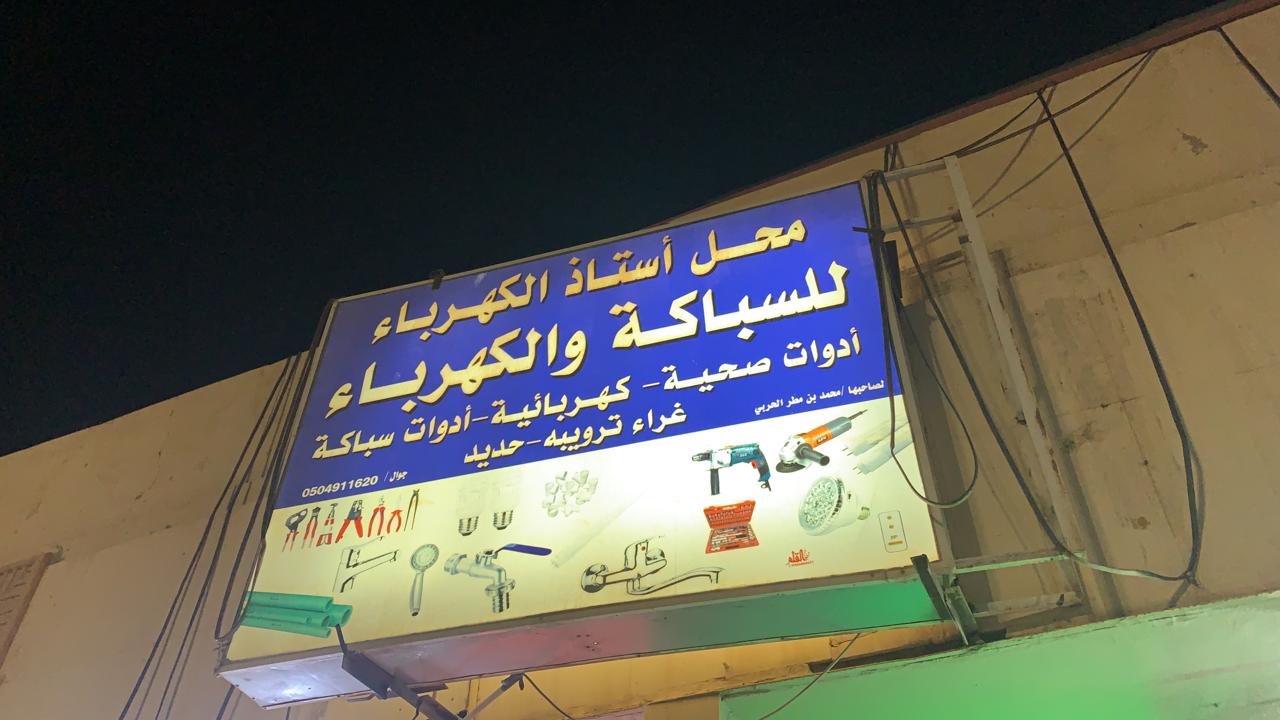 محل أستاذ الكهرباء
للسباكة والكهرباء
أدوات صحية - كهربائية - أدوات سباكة
غراء ترويبه - حديد
لصاحبها / محمد بن مطر الحربي
جوال / 0504911620
القلم